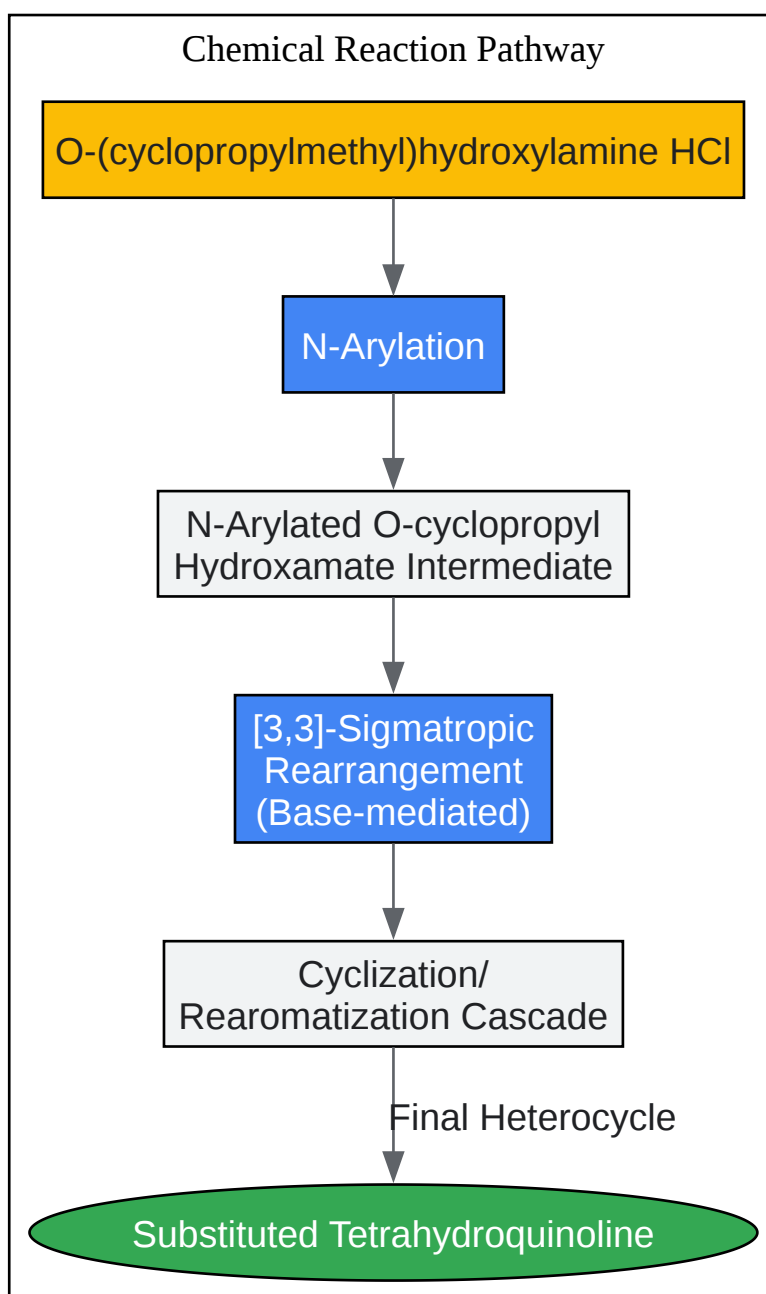 Chemical Reaction Pathway
O-(cyclopropylmethyl)hydroxylamine HCl
N-Arylation
N-Arylated O-cyclopropyl
Hydroxamate Intermediate
[3,3]-Sigmatropic
Rearrangement
(Base-mediated)
Cyclization/
Rearomatization Cascade
Final Heterocycle
Substituted Tetrahydroquinoline